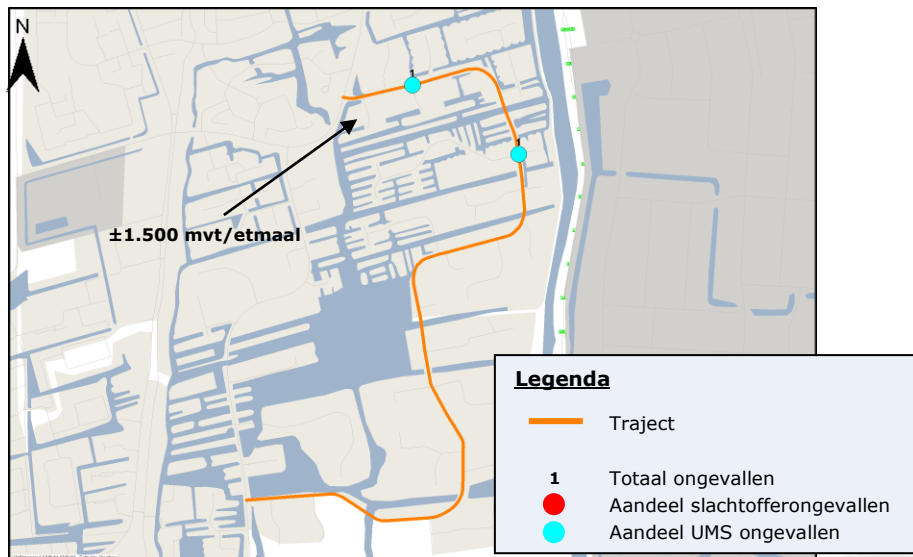 N
1
1
±1.500 mvt/etmaal
Legenda
Traject
1 Totaal ongevallen
Aandeel slachtofferongevallen
Aandeel UMS ongevallen